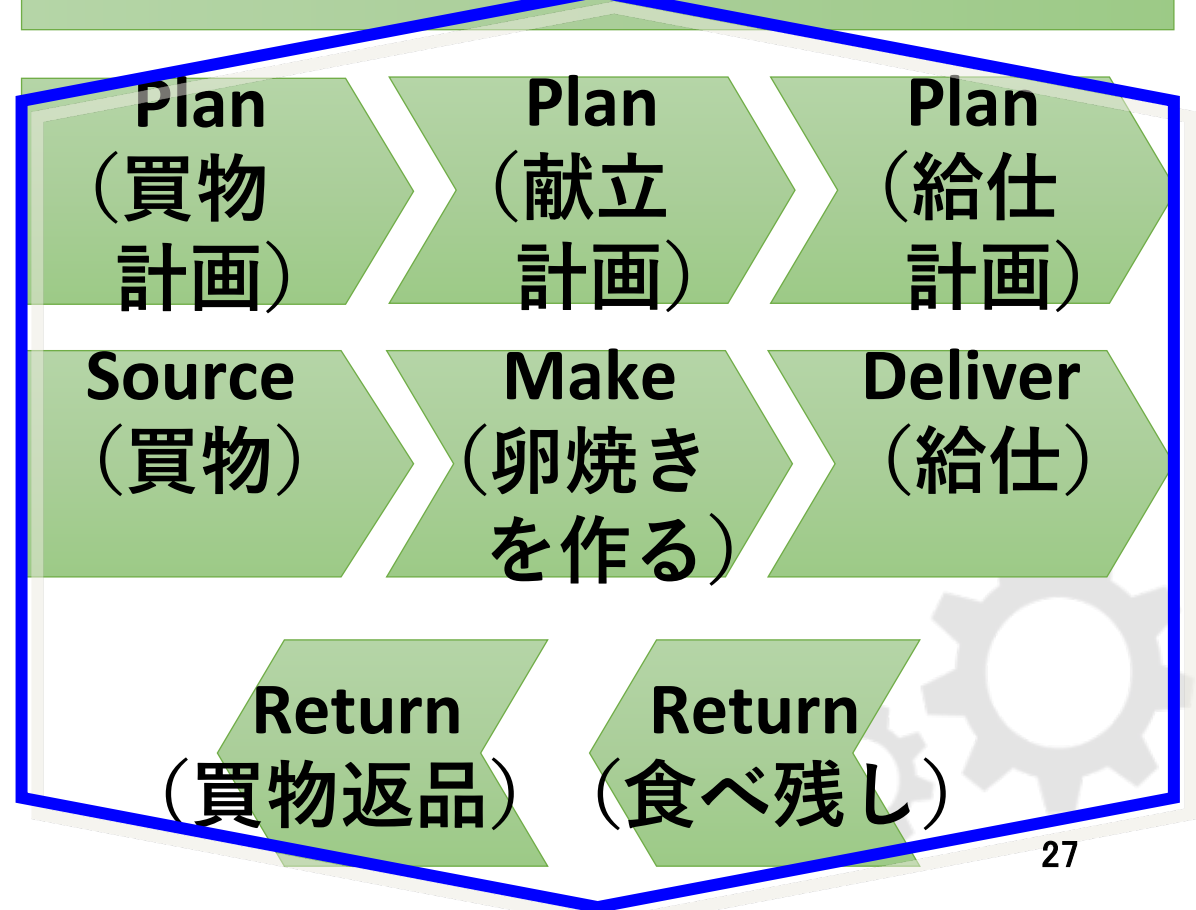 Plan
(買物
計画)
Plan
(献立
計画)
Plan
(給仕
計画)
Source
(買物)
Make
(卵焼き
を作る)
Deliver
(給仕)
Return
(買物返品)
Return
(食べ残し)
27